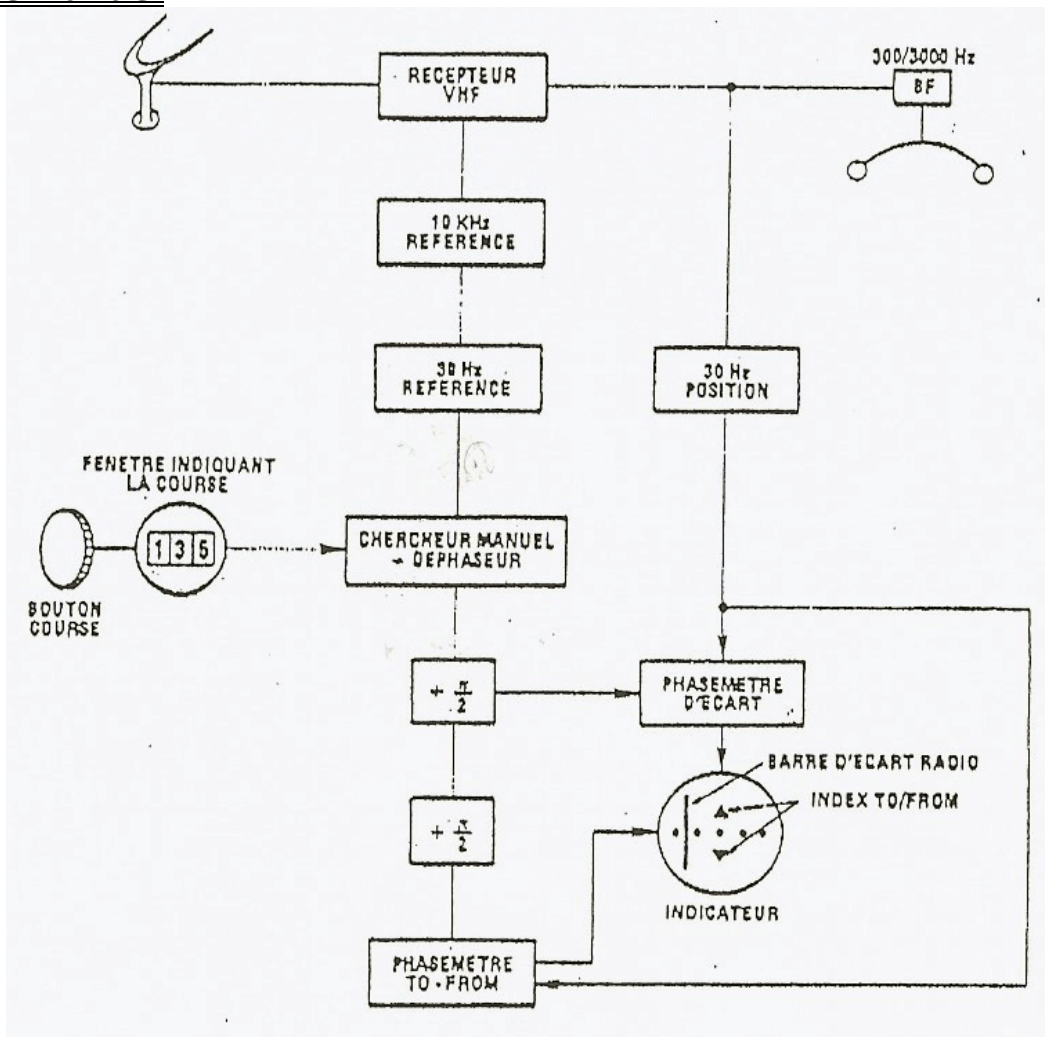 RECEPTEUR
VHF
300/3000 Hz
BF
10 KHz
REFERENCE
30 Hz
REFERENCE
30 Hz
POSITION
FENETRE INDIQUANT
LA COURSE
1 3 5
BOUTON
COURSE
CHERCHEUR MANUEL
DEPHASEUR
+ π/2
PHASEMETRE
D'ECART
BARRE D'ECART RADIO
INDEX TO/FROM
+ π/2
INDICATEUR
PHASEMETRE
TO - FROM